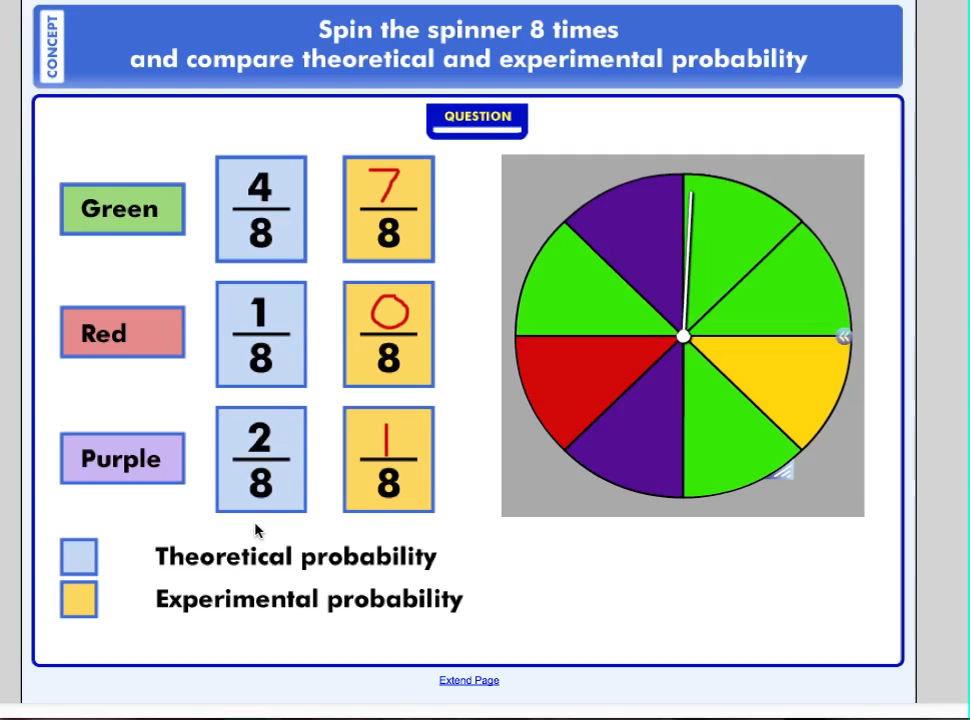 CONCEPT
Spin the spinner 8 times
and compare theoretical and experimental probability
QUESTION
Green
4
8
7
8
Red
1
8
0
8
Purple
2
8
1
8
Theoretical probability
Experimental probability
Extend Page